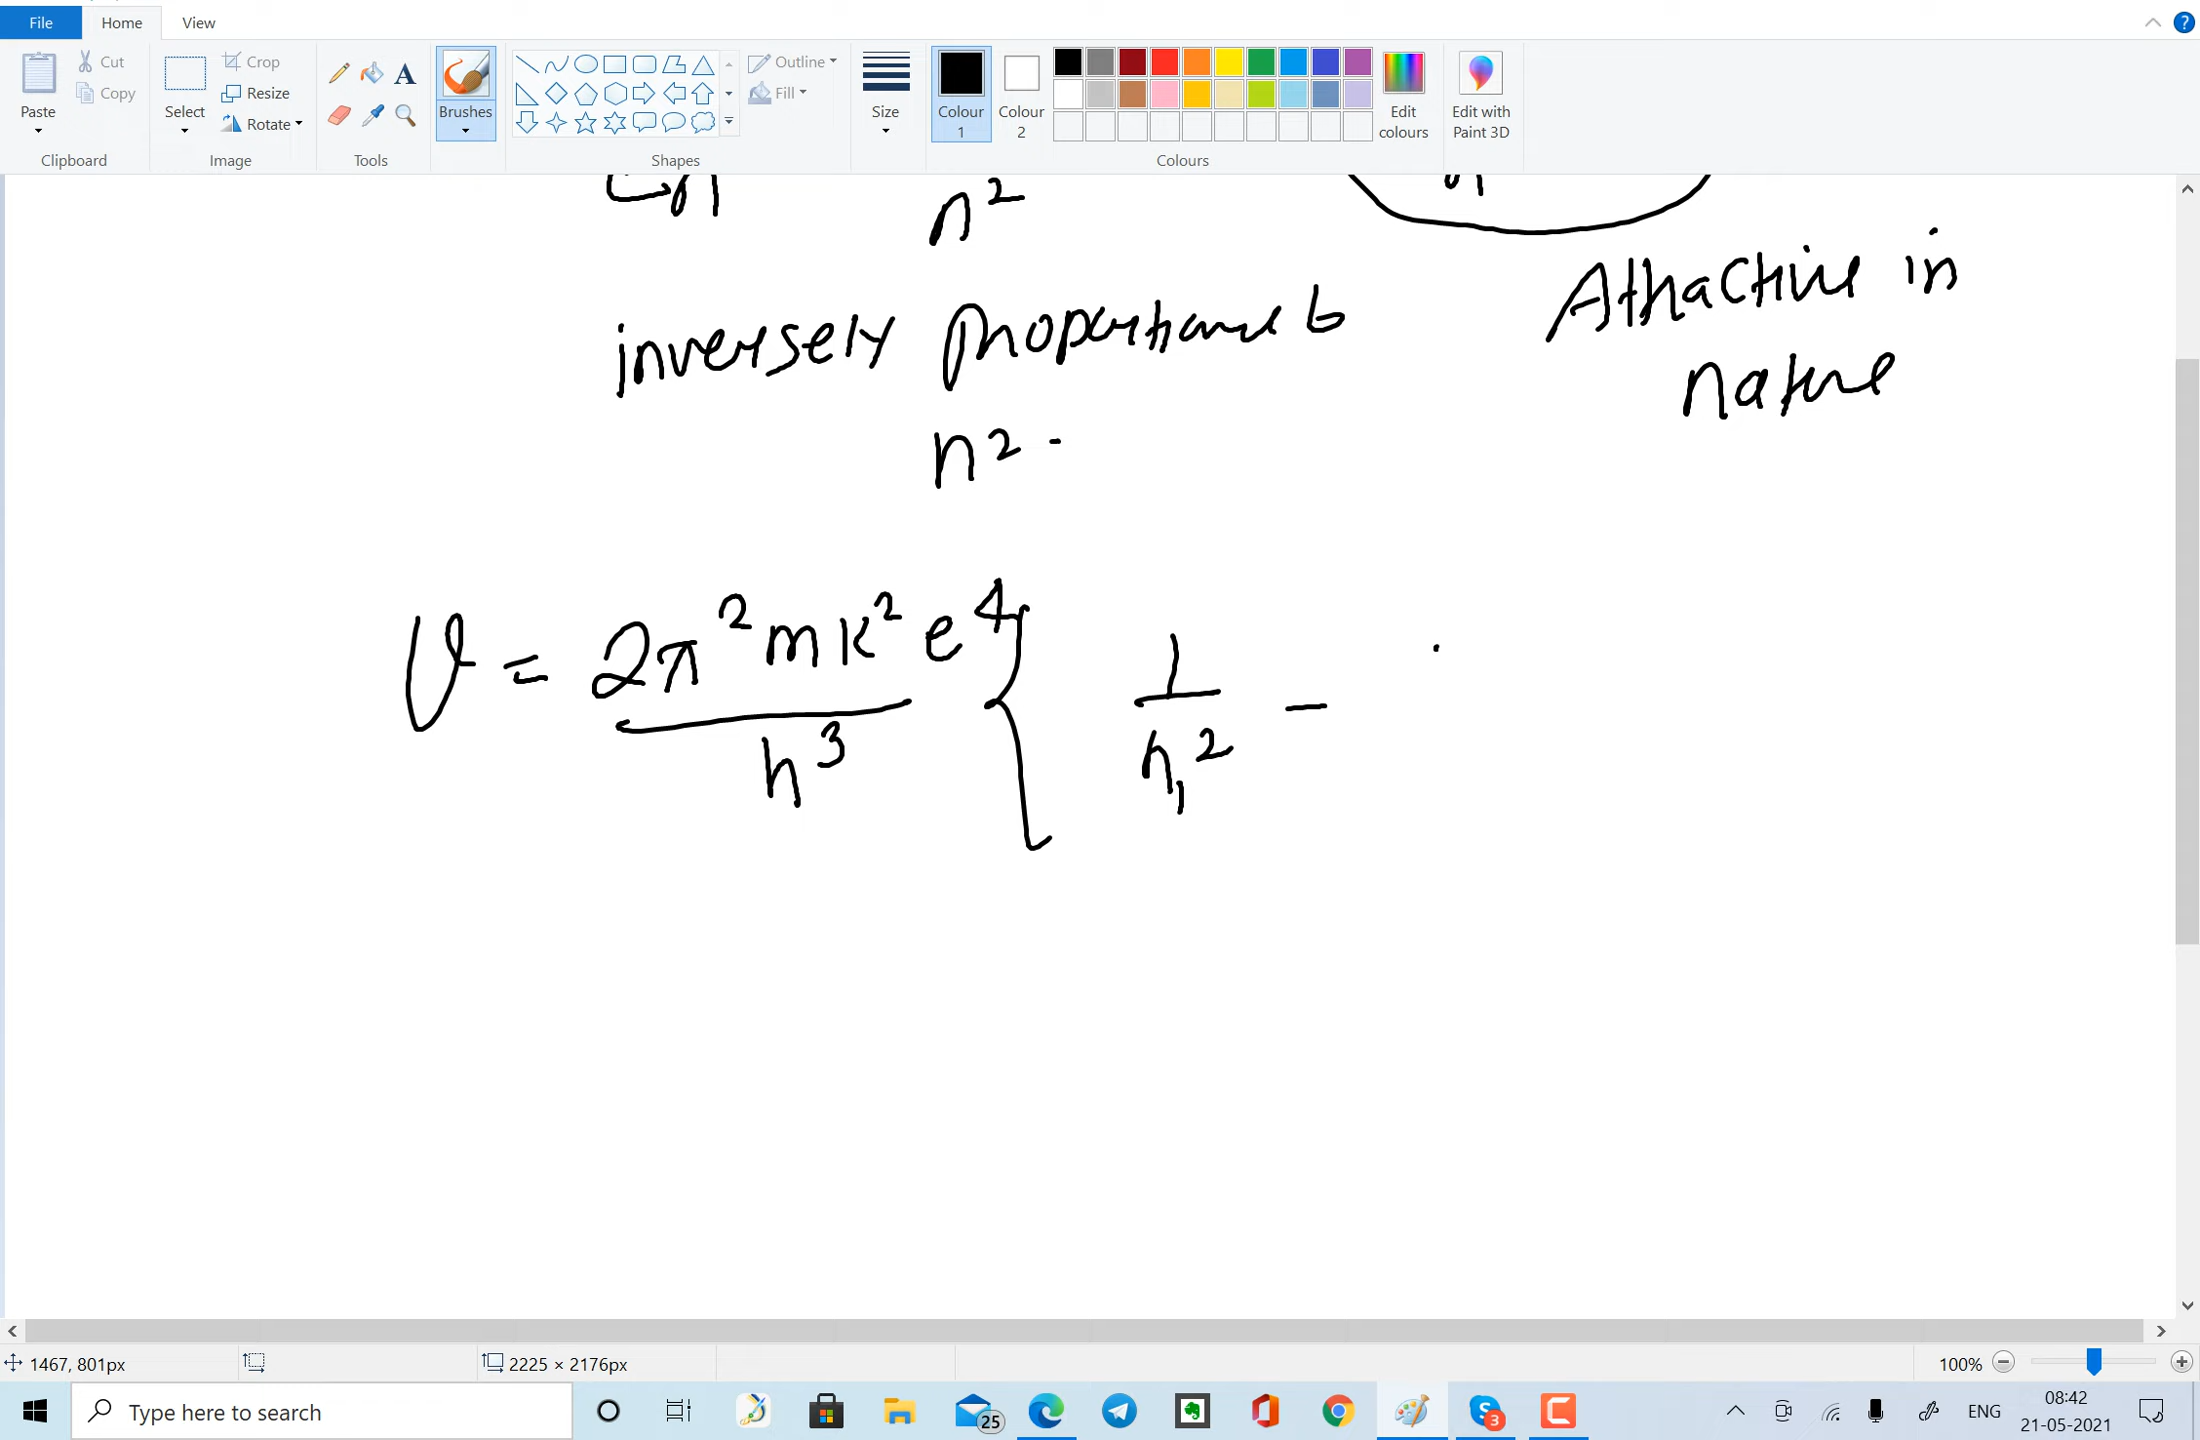 File Home View
Paste Cut Copy Clipboard
Select Crop Resize Rotate Image
Tools
Brushes
Outline Fill Shapes
Size
Colour 1 Colour 2 Edit colours Colours
Edit with Paint 3D
n²
Attractive in
nature
inversely proportional to
n²
ν = 2π²mk²e⁴ / h³ { 1 / n₁² −
1467, 801px 2225 × 2176px 100%
Type here to search 25 3 ENG 08:42
21-05-2021